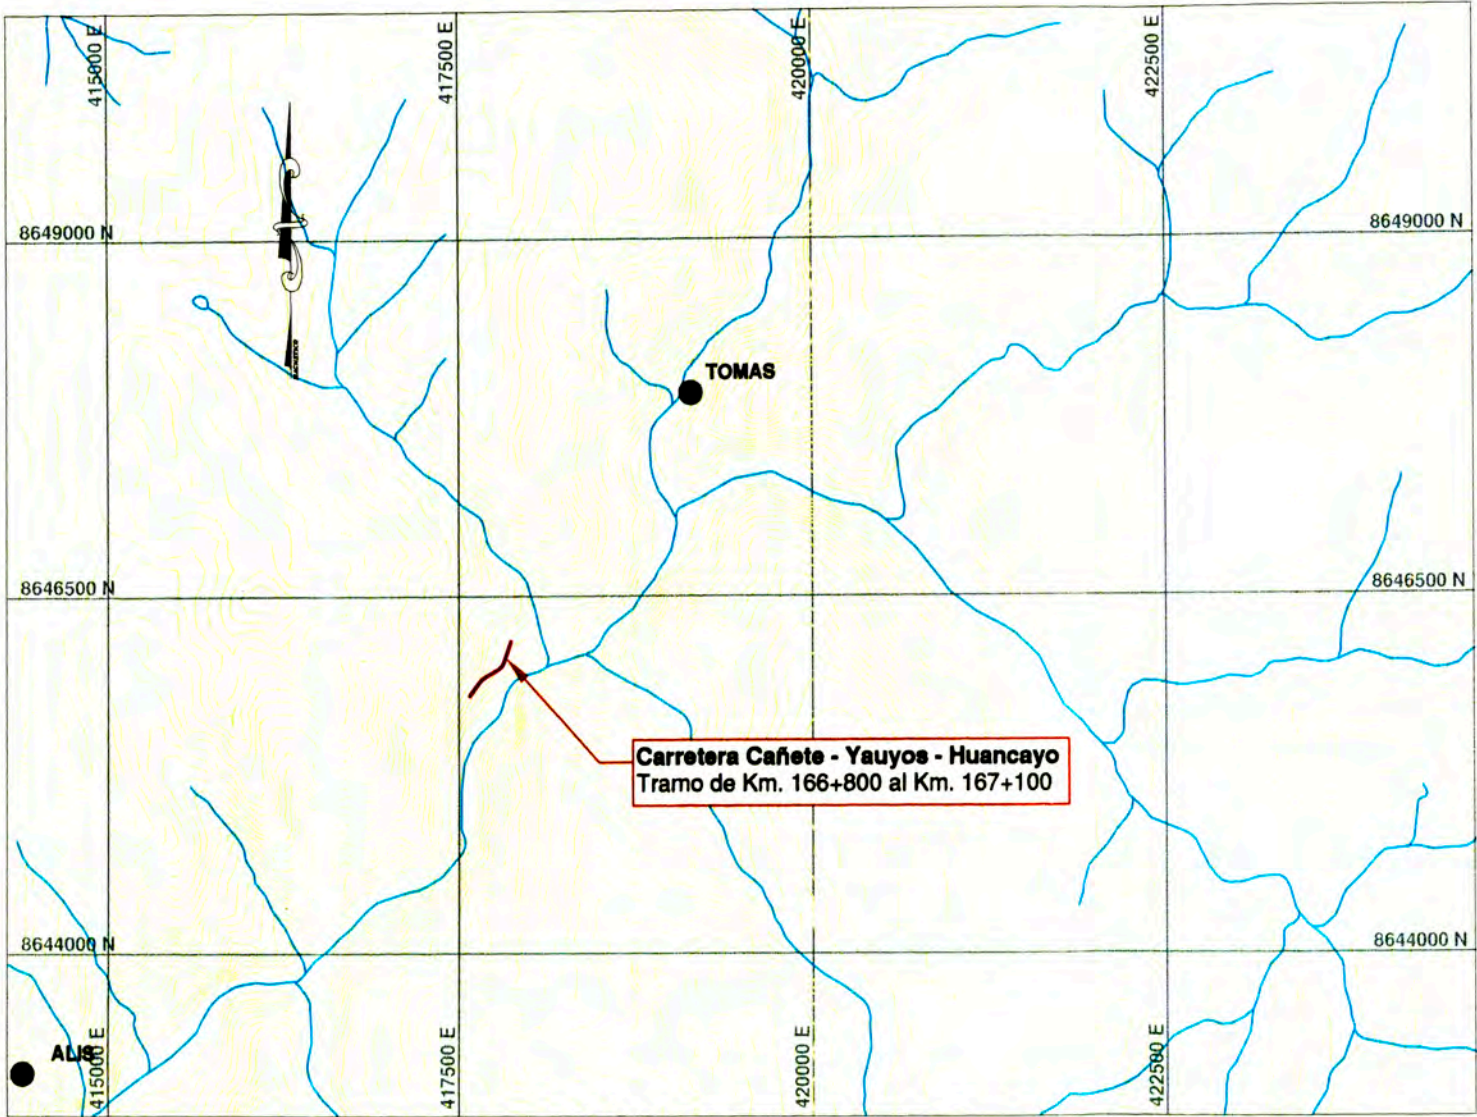 415000 E
417500 E
420000 E
422500 E
8649000 N
8649000 N
TOMAS
8646500 N
8646500 N
Carretera Cañete - Yauyos - Huancayo
Tramo de Km. 166+800 al Km. 167+100
8644000 N
8644000 N
ALIS
415000 E
417500 E
420000 E
422500 E